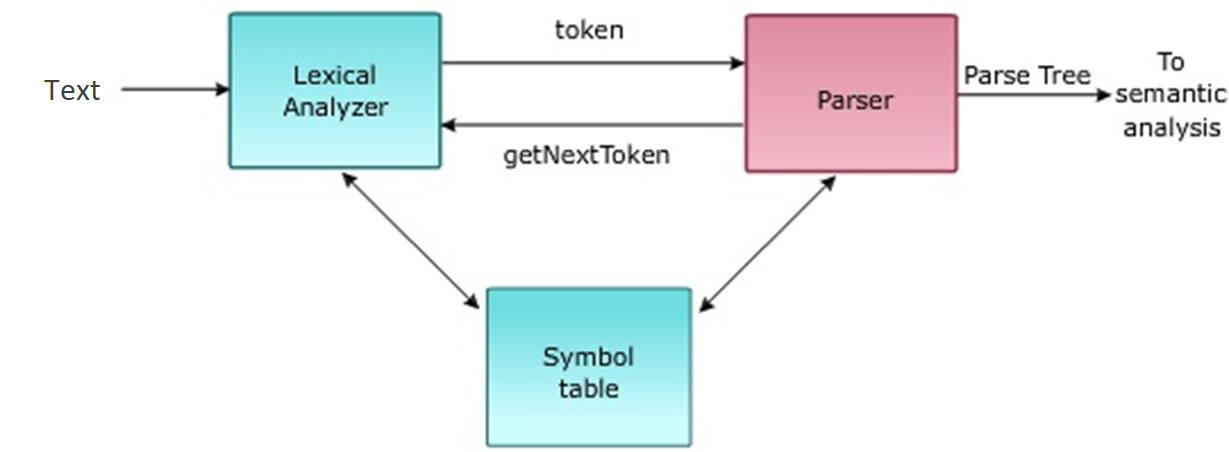 Text
Lexical
Analyzer
token
getNextToken
Parser
Parse Tree
To
semantic
analysis
Symbol
table